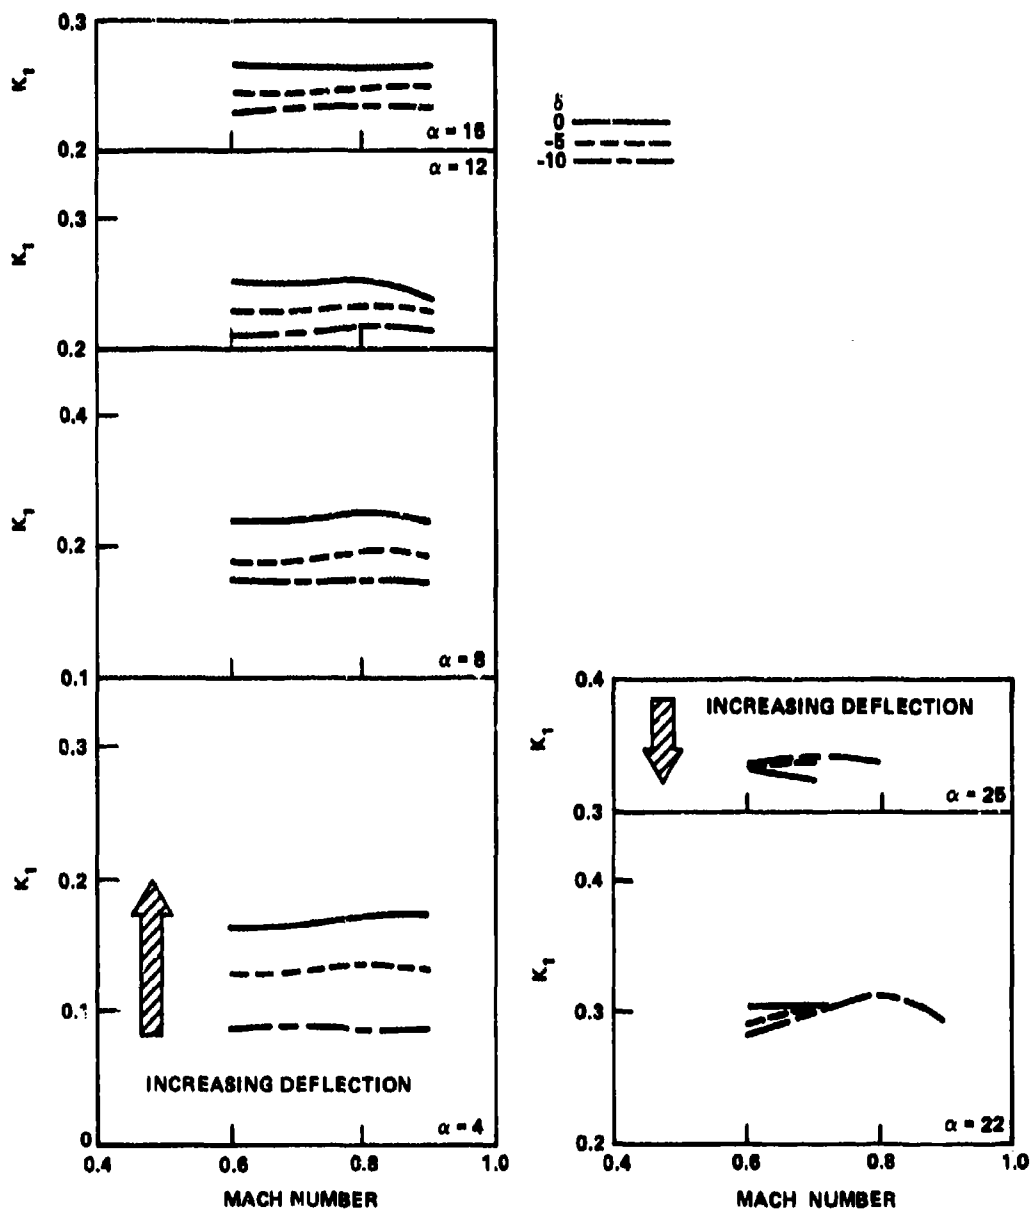 0.3
K1
α = 16
0.2
α = 12
0.3
K1
0.2
0.4
K1
0.2
α = 8
0.1
0.3
K1
0.2
0.1
INCREASING DEFLECTION
α = 4
0
0.4 0.6 0.8 1.0
MACH NUMBER
δ
0
-5
-10
0.4
INCREASING DEFLECTION
K1
α = 25
0.3
0.4
K1
0.3
α = 22
0.2
0.4 0.6 0.8 1.0
MACH NUMBER